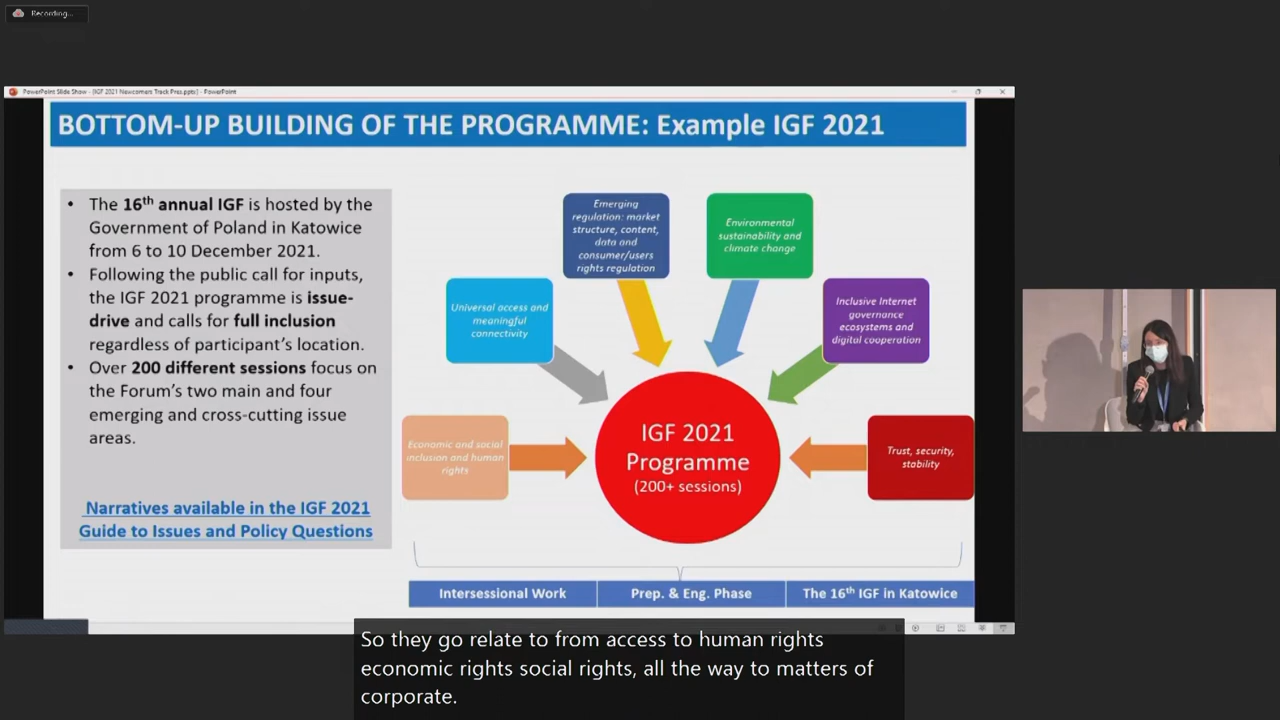 Recording...
PowerPoint Slide Show - [IGF 2021 Newcomers Track Pres.ppts] - PowerPoint
BOTTOM-UP BUILDING OF THE PROGRAMME: Example IGF 2021
• The 16th annual IGF is hosted by the
Government of Poland in Katowice
from 6 to 10 December 2021.
• Following the public call for inputs,
the IGF 2021 programme is issue-
drive and calls for full inclusion
regardless of participant's location.
• Over 200 different sessions focus on
the Forum's two main and four
emerging and cross-cutting issue
areas.
Narratives available in the IGF 2021
Guide to Issues and Policy Questions
Economic and social
inclusion and human
rights
Universal access and
meaningful
connectivity
Emerging
regulation: market
structure, content,
data and
consumer/users
rights regulation
Environmental
sustainability and
climate change
Inclusive Internet
governance
ecosystems and
digital cooperation
Trust, security,
stability
IGF 2021
Programme
(200+ sessions)
Intersessional Work
Prep. & Eng. Phase
The 16th IGF in Katowice
So they go relate to from access to human rights
economic rights social rights, all the way to matters of
corporate.